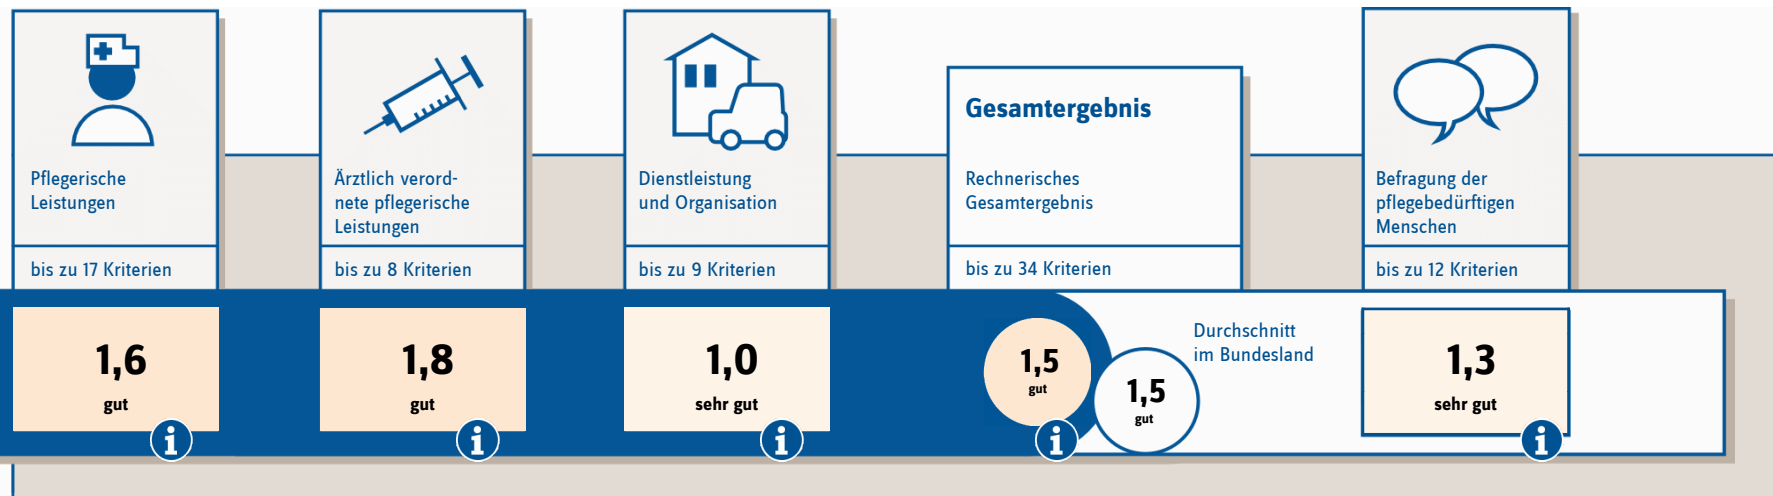 Pflegerische
Leistungen
bis zu 17 Kriterien
1,6
gut
i
Ärztlich verord-
nete pflegerische
Leistungen
bis zu 8 Kriterien
1,8
gut
i
Dienstleistung
und Organisation
bis zu 9 Kriterien
1,0
sehr gut
i
Gesamtergebnis
Rechnerisches
Gesamtergebnis
bis zu 34 Kriterien
1,5
gut
i
1,5
gut
Durchschnitt
im Bundesland
Befragung der
pflegebedürftigen
Menschen
bis zu 12 Kriterien
1,3
sehr gut
i